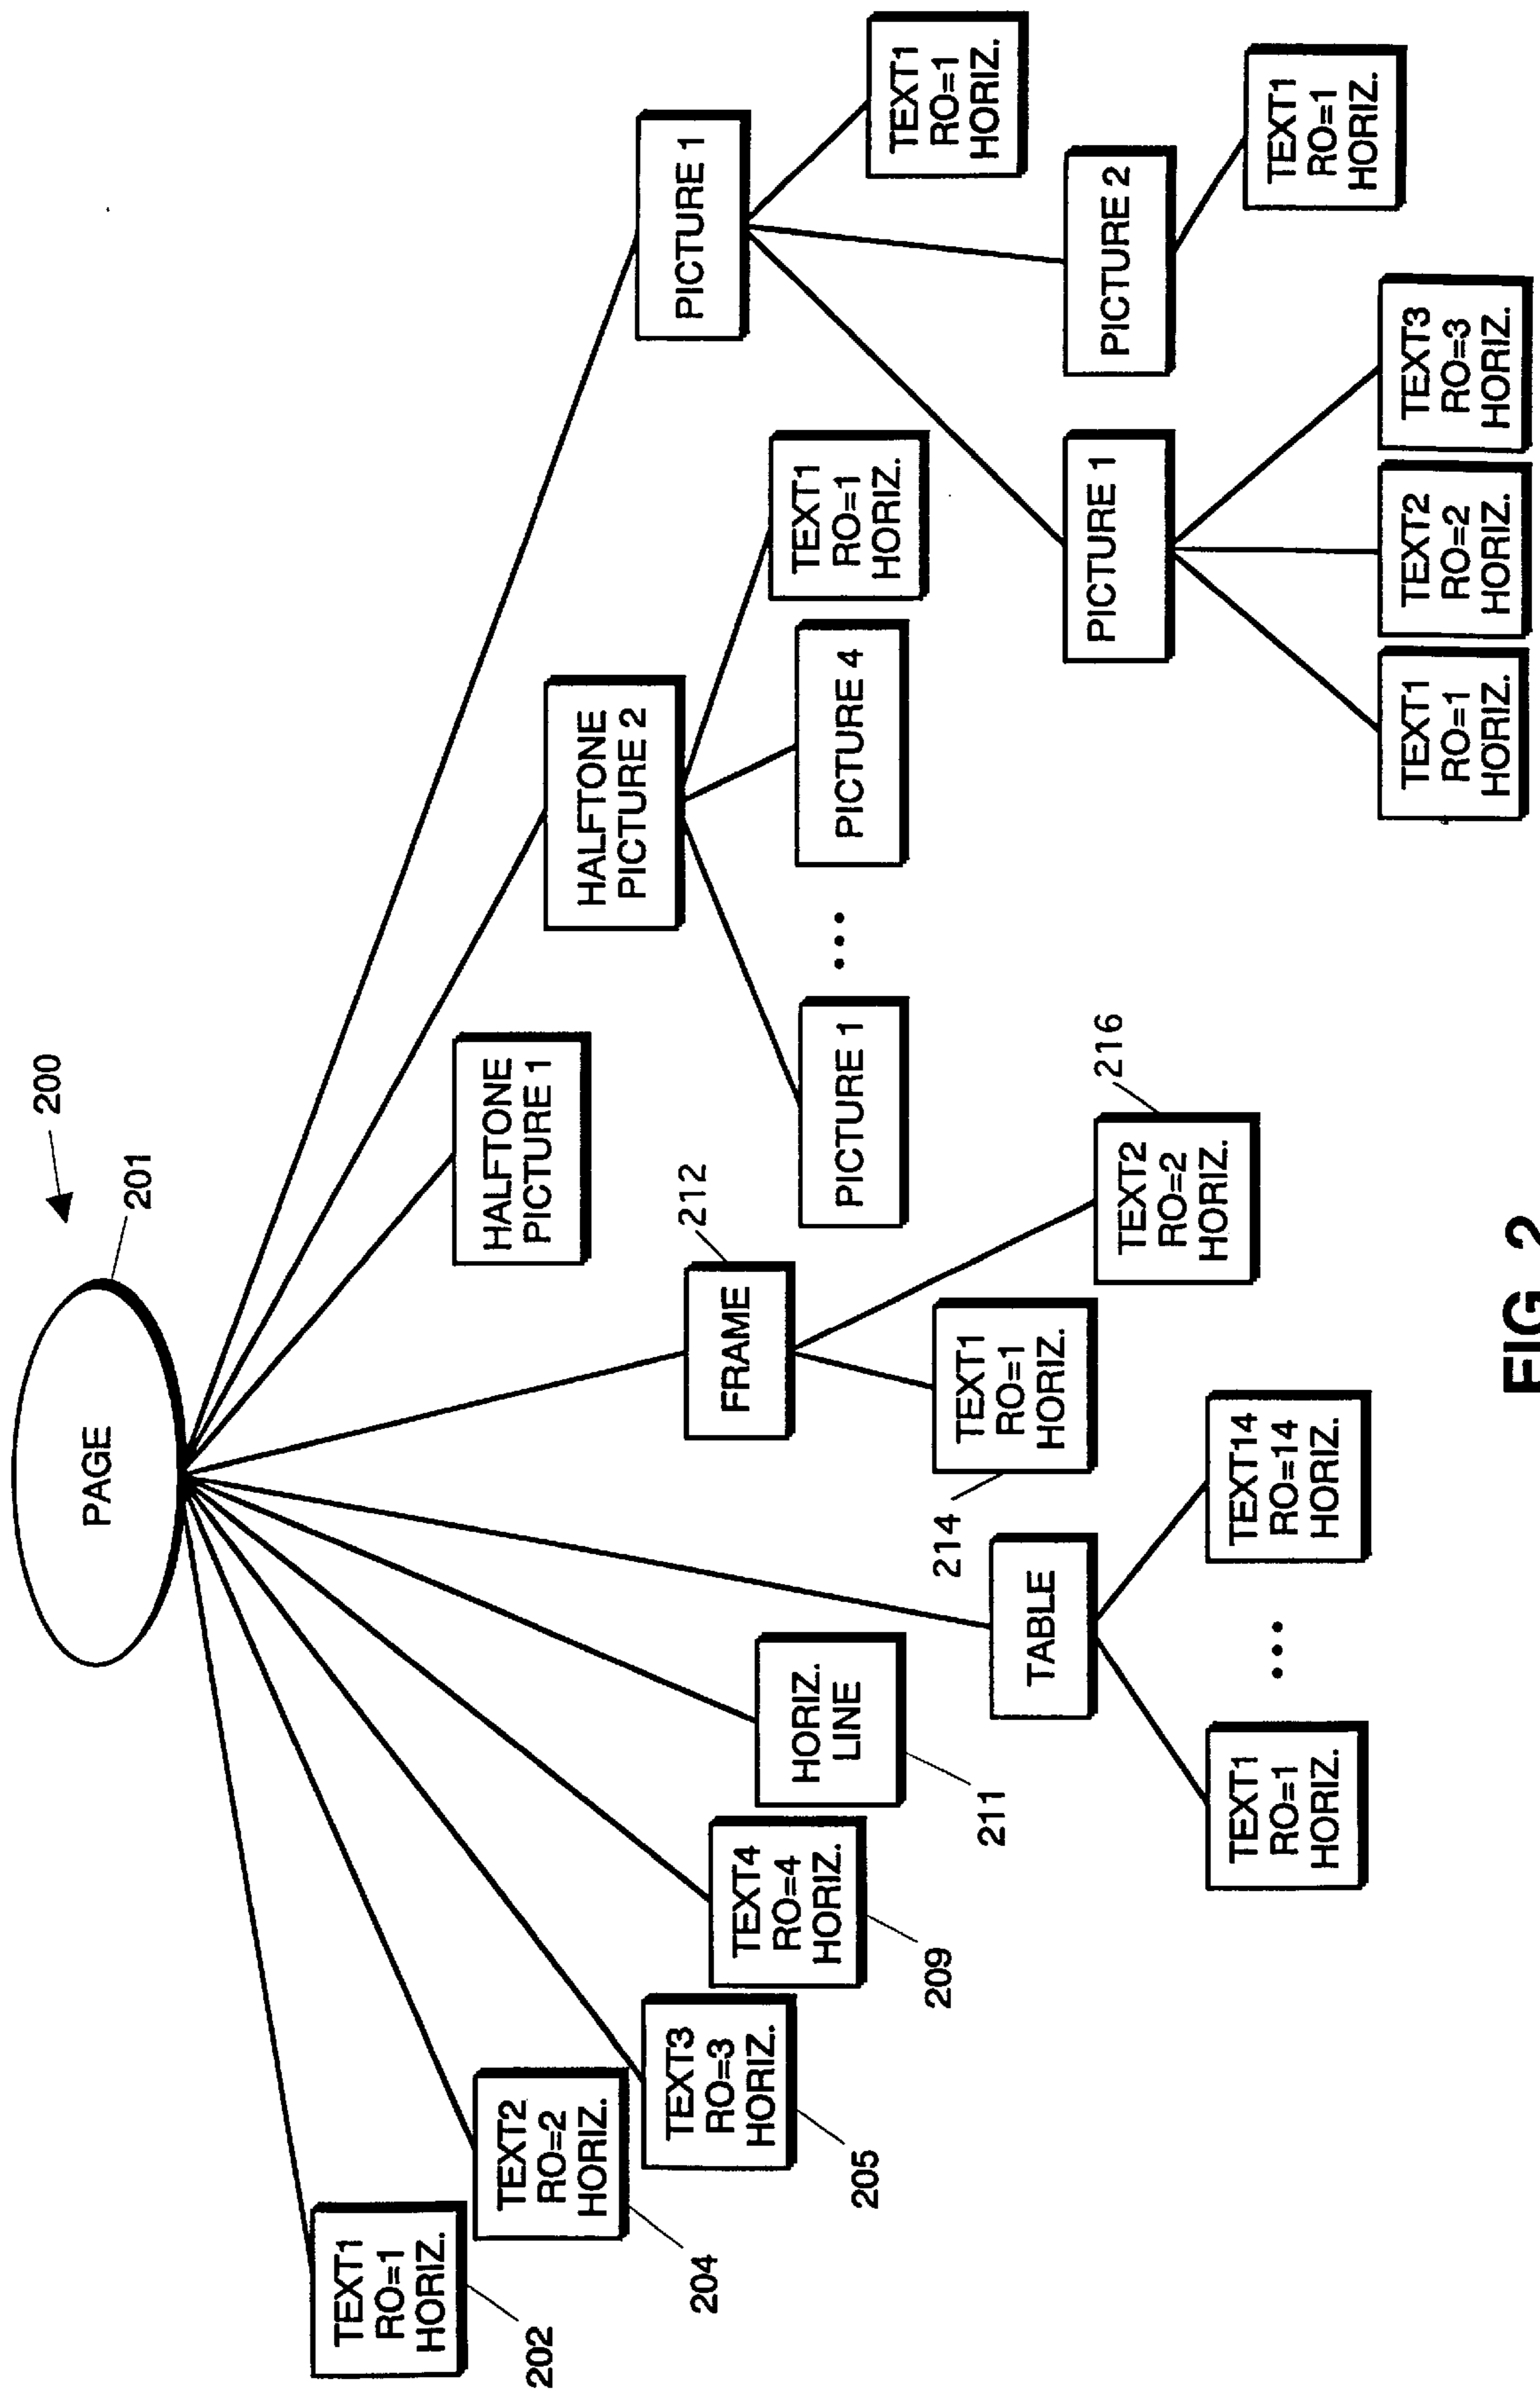 200
PAGE
201
TEXT1
RO=1
HORIZ.
202
TEXT2
RO=2
HORIZ.
204
TEXT3
RO=3
HORIZ.
205
TEXT4
RO=4
HORIZ.
209
HORIZ.
LINE
211
TABLE
TEXT1
RO=1
HORIZ.
...
TEXT14
RO=14
HORIZ.
FRAME
212
TEXT1
RO=1
HORIZ.
214
TEXT2
RO=2
HORIZ.
216
HALFTONE
PICTURE 1
HALFTONE
PICTURE 2
PICTURE 1
...
PICTURE 4
TEXT1
RO=1
HORIZ.
PICTURE 1
PICTURE 1
TEXT1
RO=1
HORIZ.
TEXT2
RO=2
HORIZ.
TEXT3
RO=3
HORIZ.
PICTURE 2
TEXT1
RO=1
HORIZ.
TEXT1
RO=1
HORIZ.
FIG. 2